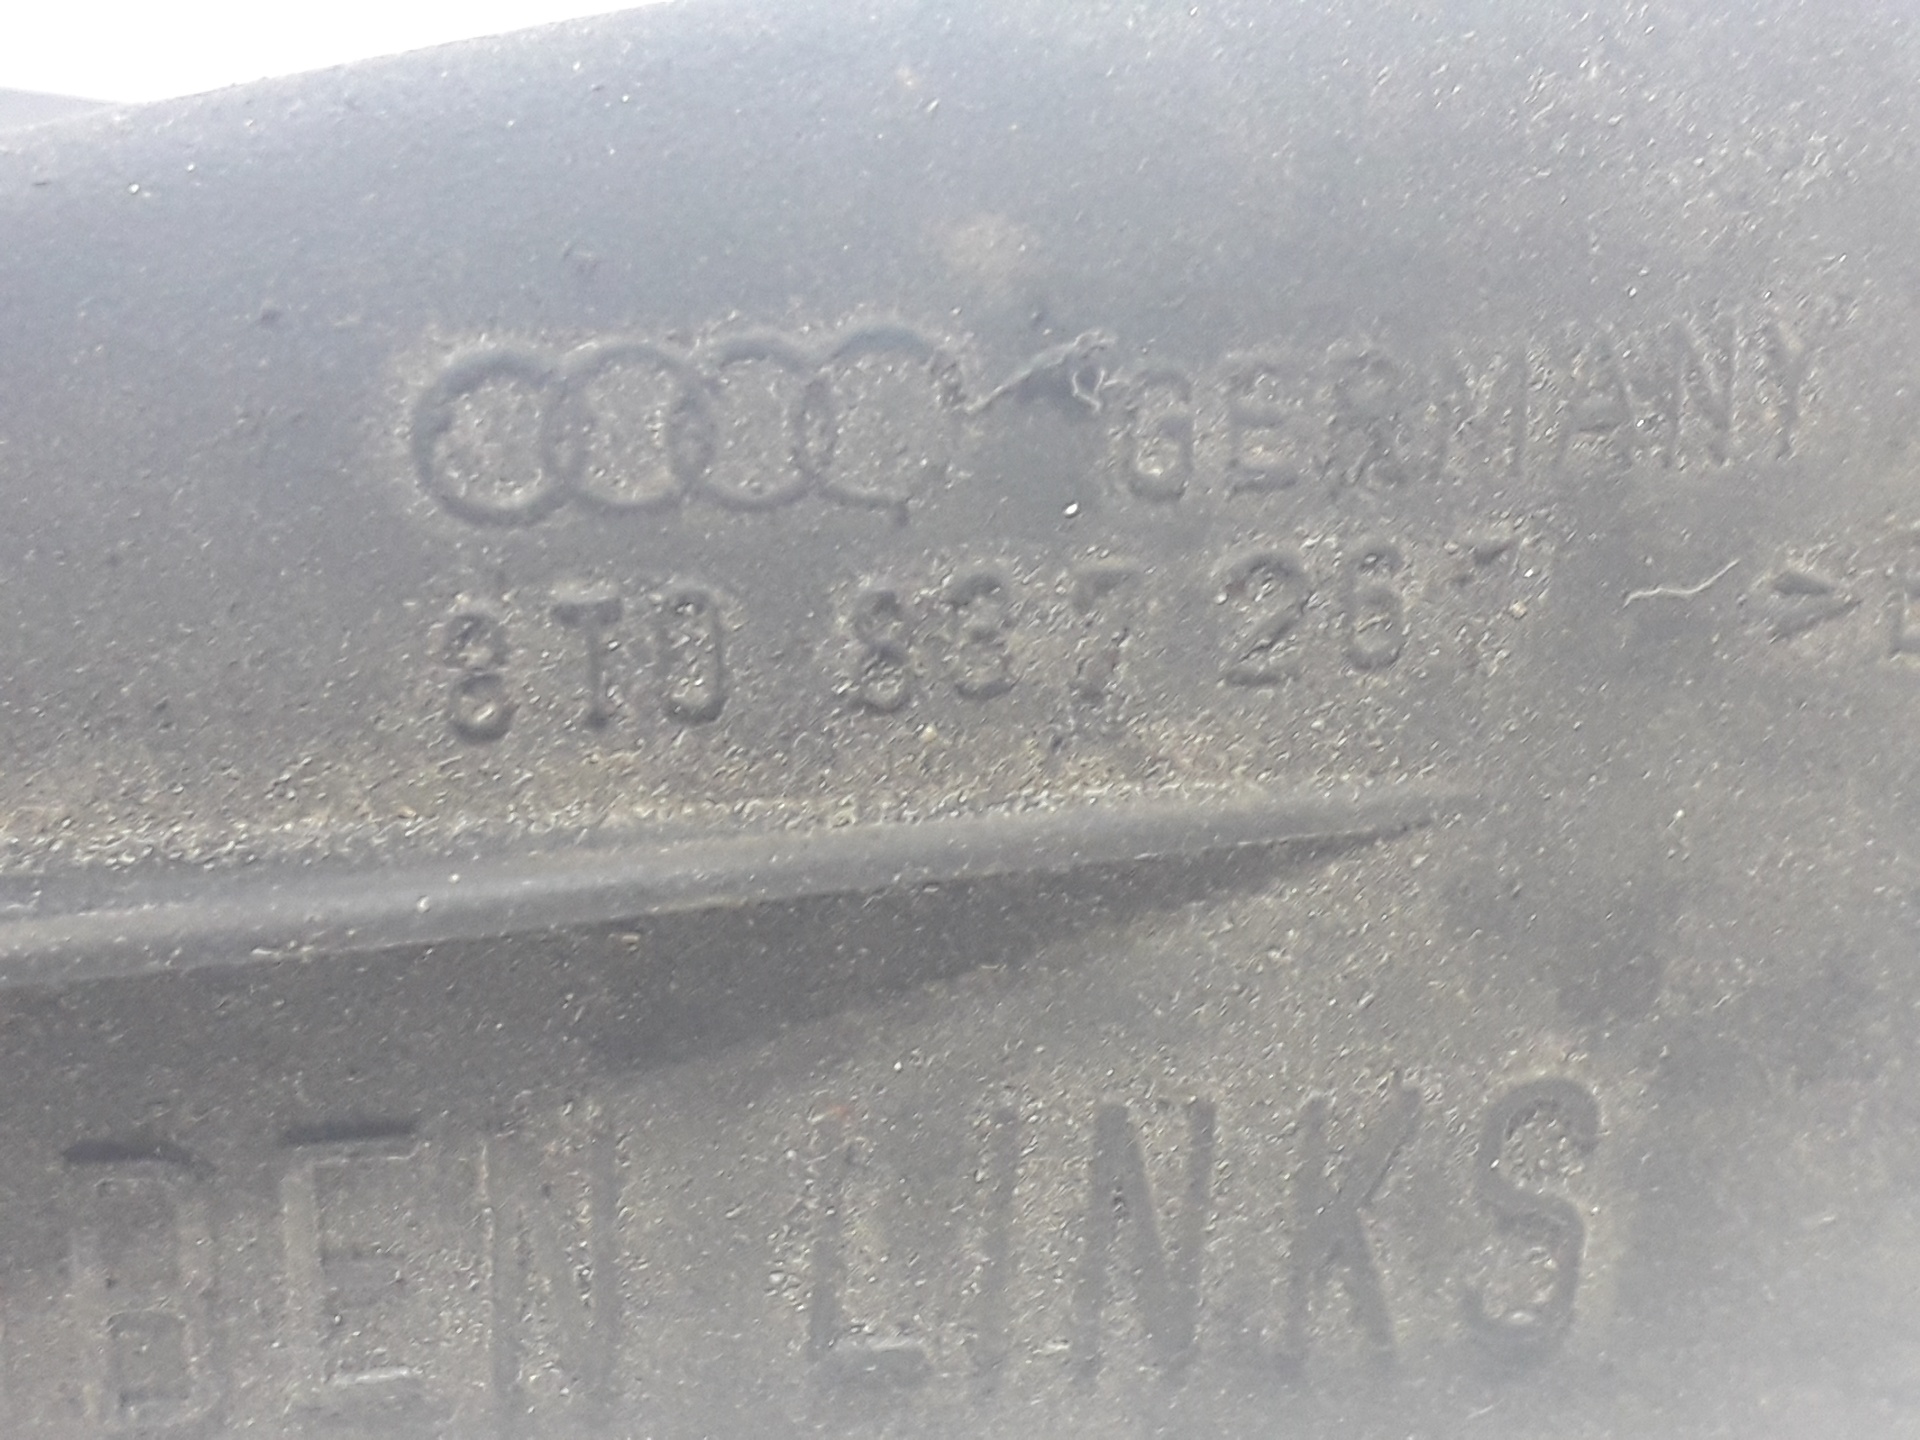 GERMANY
8T0 837 267 >
BEN LINKS